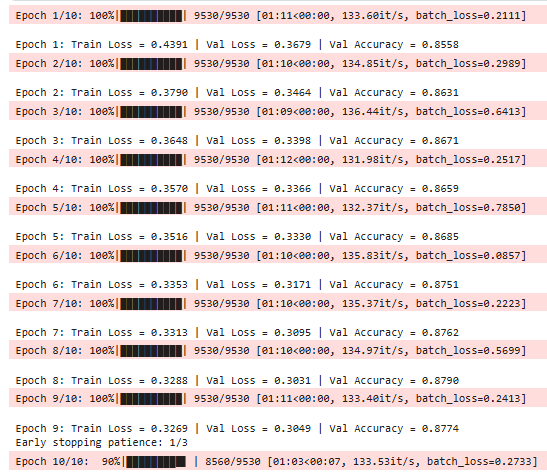 Epoch 1/10: 100%|██████████| 9530/9530 [01:11<00:00, 133.60it/s, batch_loss=0.2111]
Epoch 1: Train Loss = 0.4391 | Val Loss = 0.3679 | Val Accuracy = 0.8558
Epoch 2/10: 100%|██████████| 9530/9530 [01:10<00:00, 134.85it/s, batch_loss=0.2989]
Epoch 2: Train Loss = 0.3790 | Val Loss = 0.3464 | Val Accuracy = 0.8631
Epoch 3/10: 100%|██████████| 9530/9530 [01:09<00:00, 136.44it/s, batch_loss=0.6413]
Epoch 3: Train Loss = 0.3648 | Val Loss = 0.3398 | Val Accuracy = 0.8671
Epoch 4/10: 100%|██████████| 9530/9530 [01:12<00:00, 131.98it/s, batch_loss=0.2517]
Epoch 4: Train Loss = 0.3570 | Val Loss = 0.3366 | Val Accuracy = 0.8659
Epoch 5/10: 100%|██████████| 9530/9530 [01:11<00:00, 132.37it/s, batch_loss=0.7850]
Epoch 5: Train Loss = 0.3516 | Val Loss = 0.3330 | Val Accuracy = 0.8685
Epoch 6/10: 100%|██████████| 9530/9530 [01:10<00:00, 135.83it/s, batch_loss=0.0857]
Epoch 6: Train Loss = 0.3353 | Val Loss = 0.3171 | Val Accuracy = 0.8751
Epoch 7/10: 100%|██████████| 9530/9530 [01:10<00:00, 135.37it/s, batch_loss=0.2223]
Epoch 7: Train Loss = 0.3313 | Val Loss = 0.3095 | Val Accuracy = 0.8762
Epoch 8/10: 100%|██████████| 9530/9530 [01:10<00:00, 134.97it/s, batch_loss=0.5699]
Epoch 8: Train Loss = 0.3288 | Val Loss = 0.3031 | Val Accuracy = 0.8790
Epoch 9/10: 100%|██████████| 9530/9530 [01:11<00:00, 133.40it/s, batch_loss=0.2413]
Epoch 9: Train Loss = 0.3269 | Val Loss = 0.3049 | Val Accuracy = 0.8774
Early stopping patience: 1/3
Epoch 10/10:  90%|████████▉ | 8560/9530 [01:03<00:07, 133.53it/s, batch_loss=0.2733]